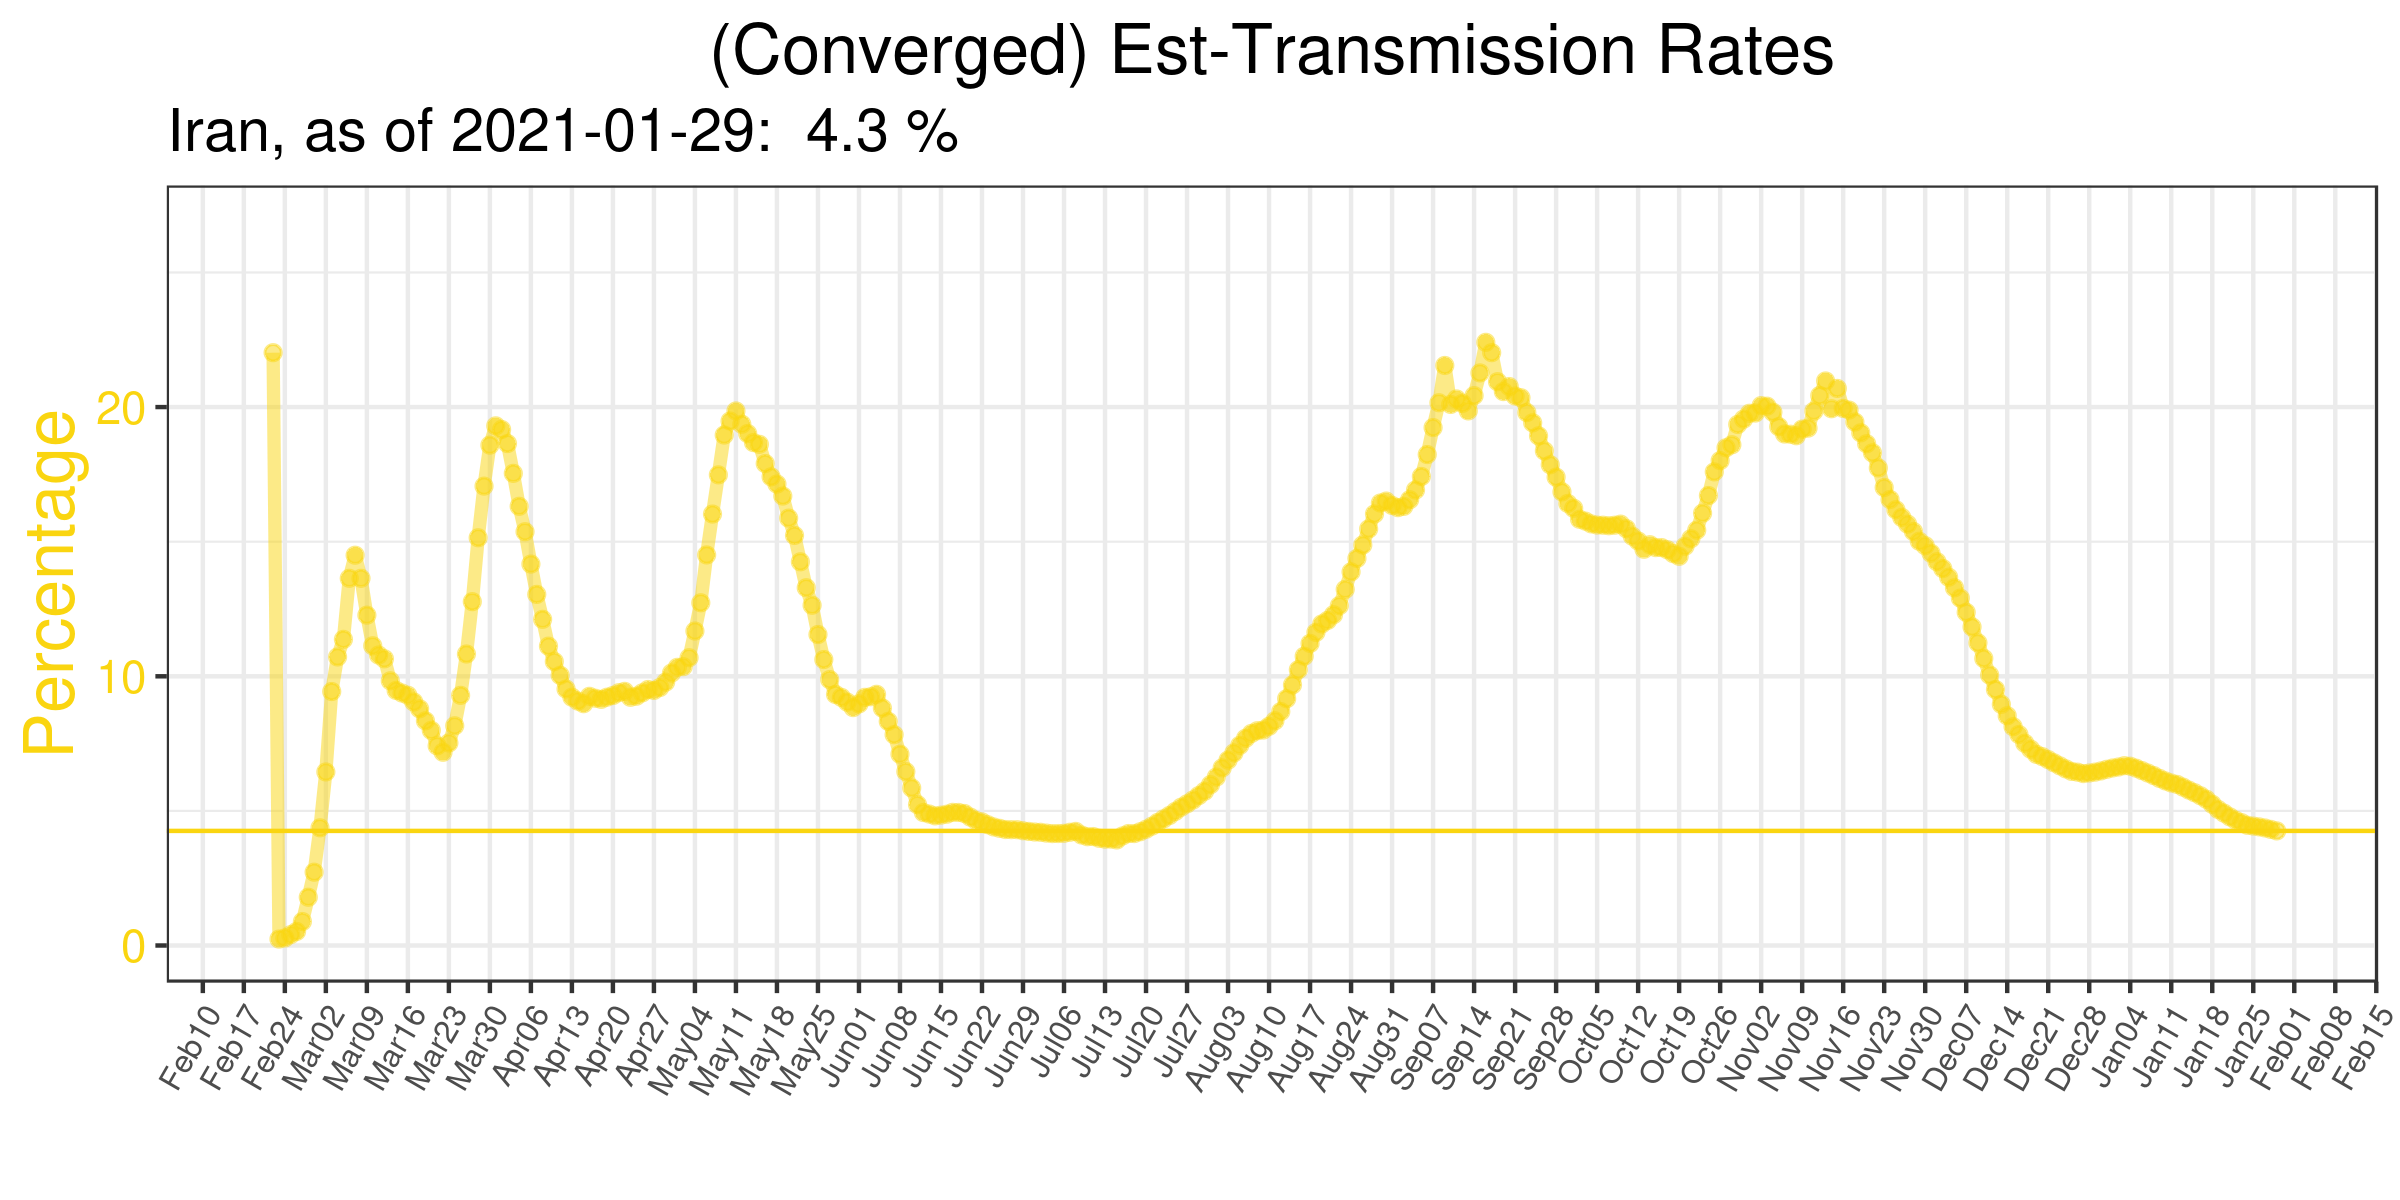 (Converged) Est-Transmission Rates
Iran, as of 2021-01-29: 4.3 %
Percentage
20
10
0
Feb10
Feb17
Feb24
Mar02
Mar09
Mar16
Mar23
Mar30
Apr06
Apr13
Apr20
Apr27
May04
May11
May18
May25
Jun01
Jun08
Jun15
Jun22
Jun29
Jul06
Jul13
Jul20
Jul27
Aug03
Aug10
Aug17
Aug24
Aug31
Sep07
Sep14
Sep21
Sep28
Oct05
Oct12
Oct19
Oct26
Nov02
Nov09
Nov16
Nov23
Nov30
Dec07
Dec14
Dec21
Dec28
Jan04
Jan11
Jan18
Jan25
Feb01
Feb08
Feb15